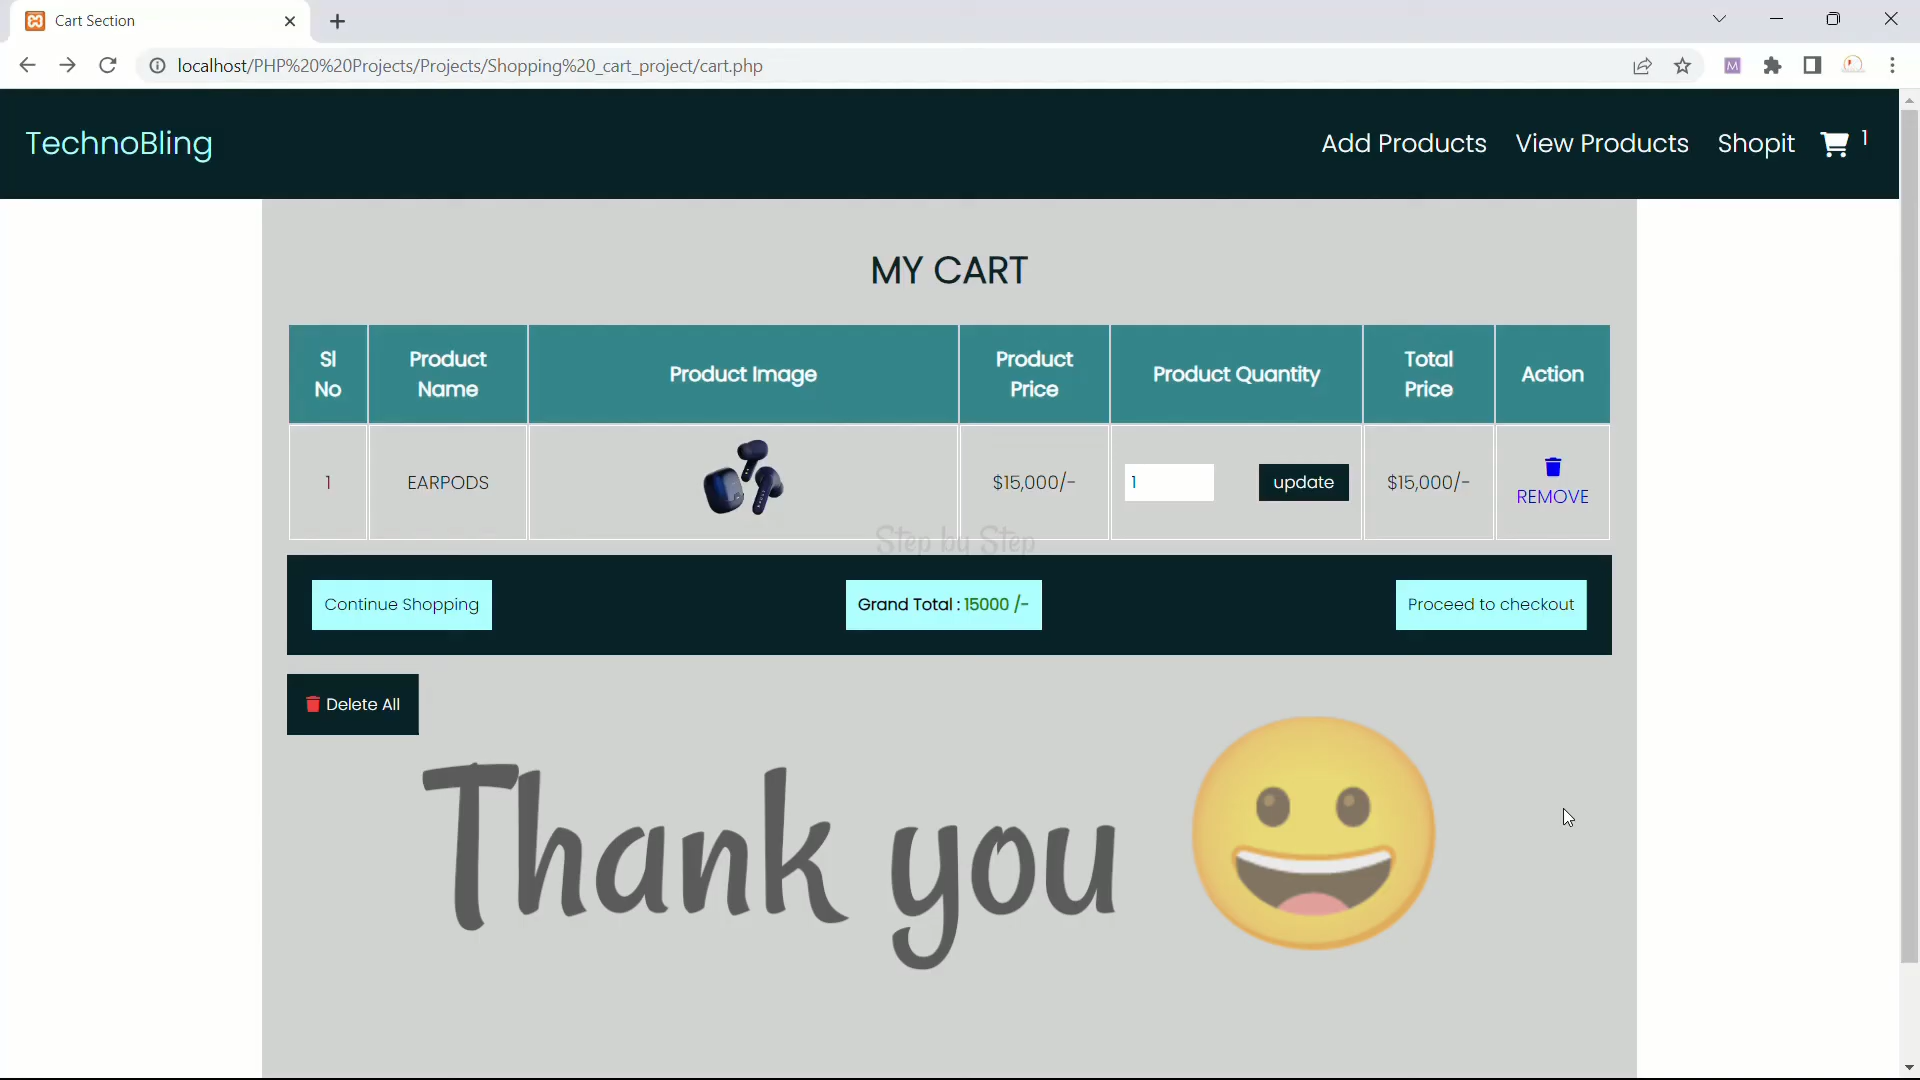 Cart Section
localhost/PHP%20%20Projects/Projects/Shopping%20_cart_project/cart.php
M
TechnoBling
Add Products View Products Shopit 1
MY CART
Sl No Product Name Product Image Product Price Product Quantity Total Price Action
1 EARPODS $15,000/- 1 update $15,000/- REMOVE
Step by Step
Continue Shopping Grand Total : 15000 /- Proceed to checkout
Delete All
Thank you